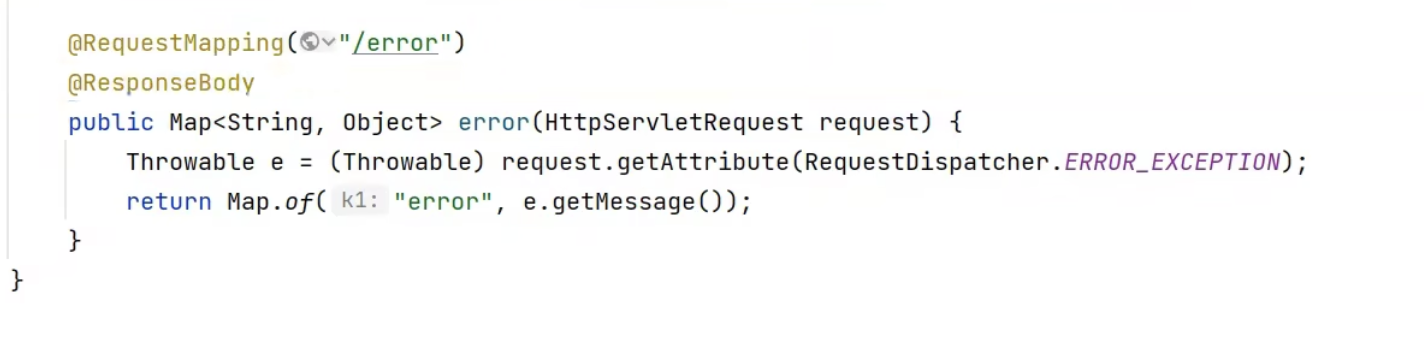 @RequestMapping("/error")
@ResponseBody
public Map<String, Object> error(HttpServletRequest request) {
Throwable e = (Throwable) request.getAttribute(RequestDispatcher.ERROR_EXCEPTION);
return Map.of( k1: "error", e.getMessage());
}
}